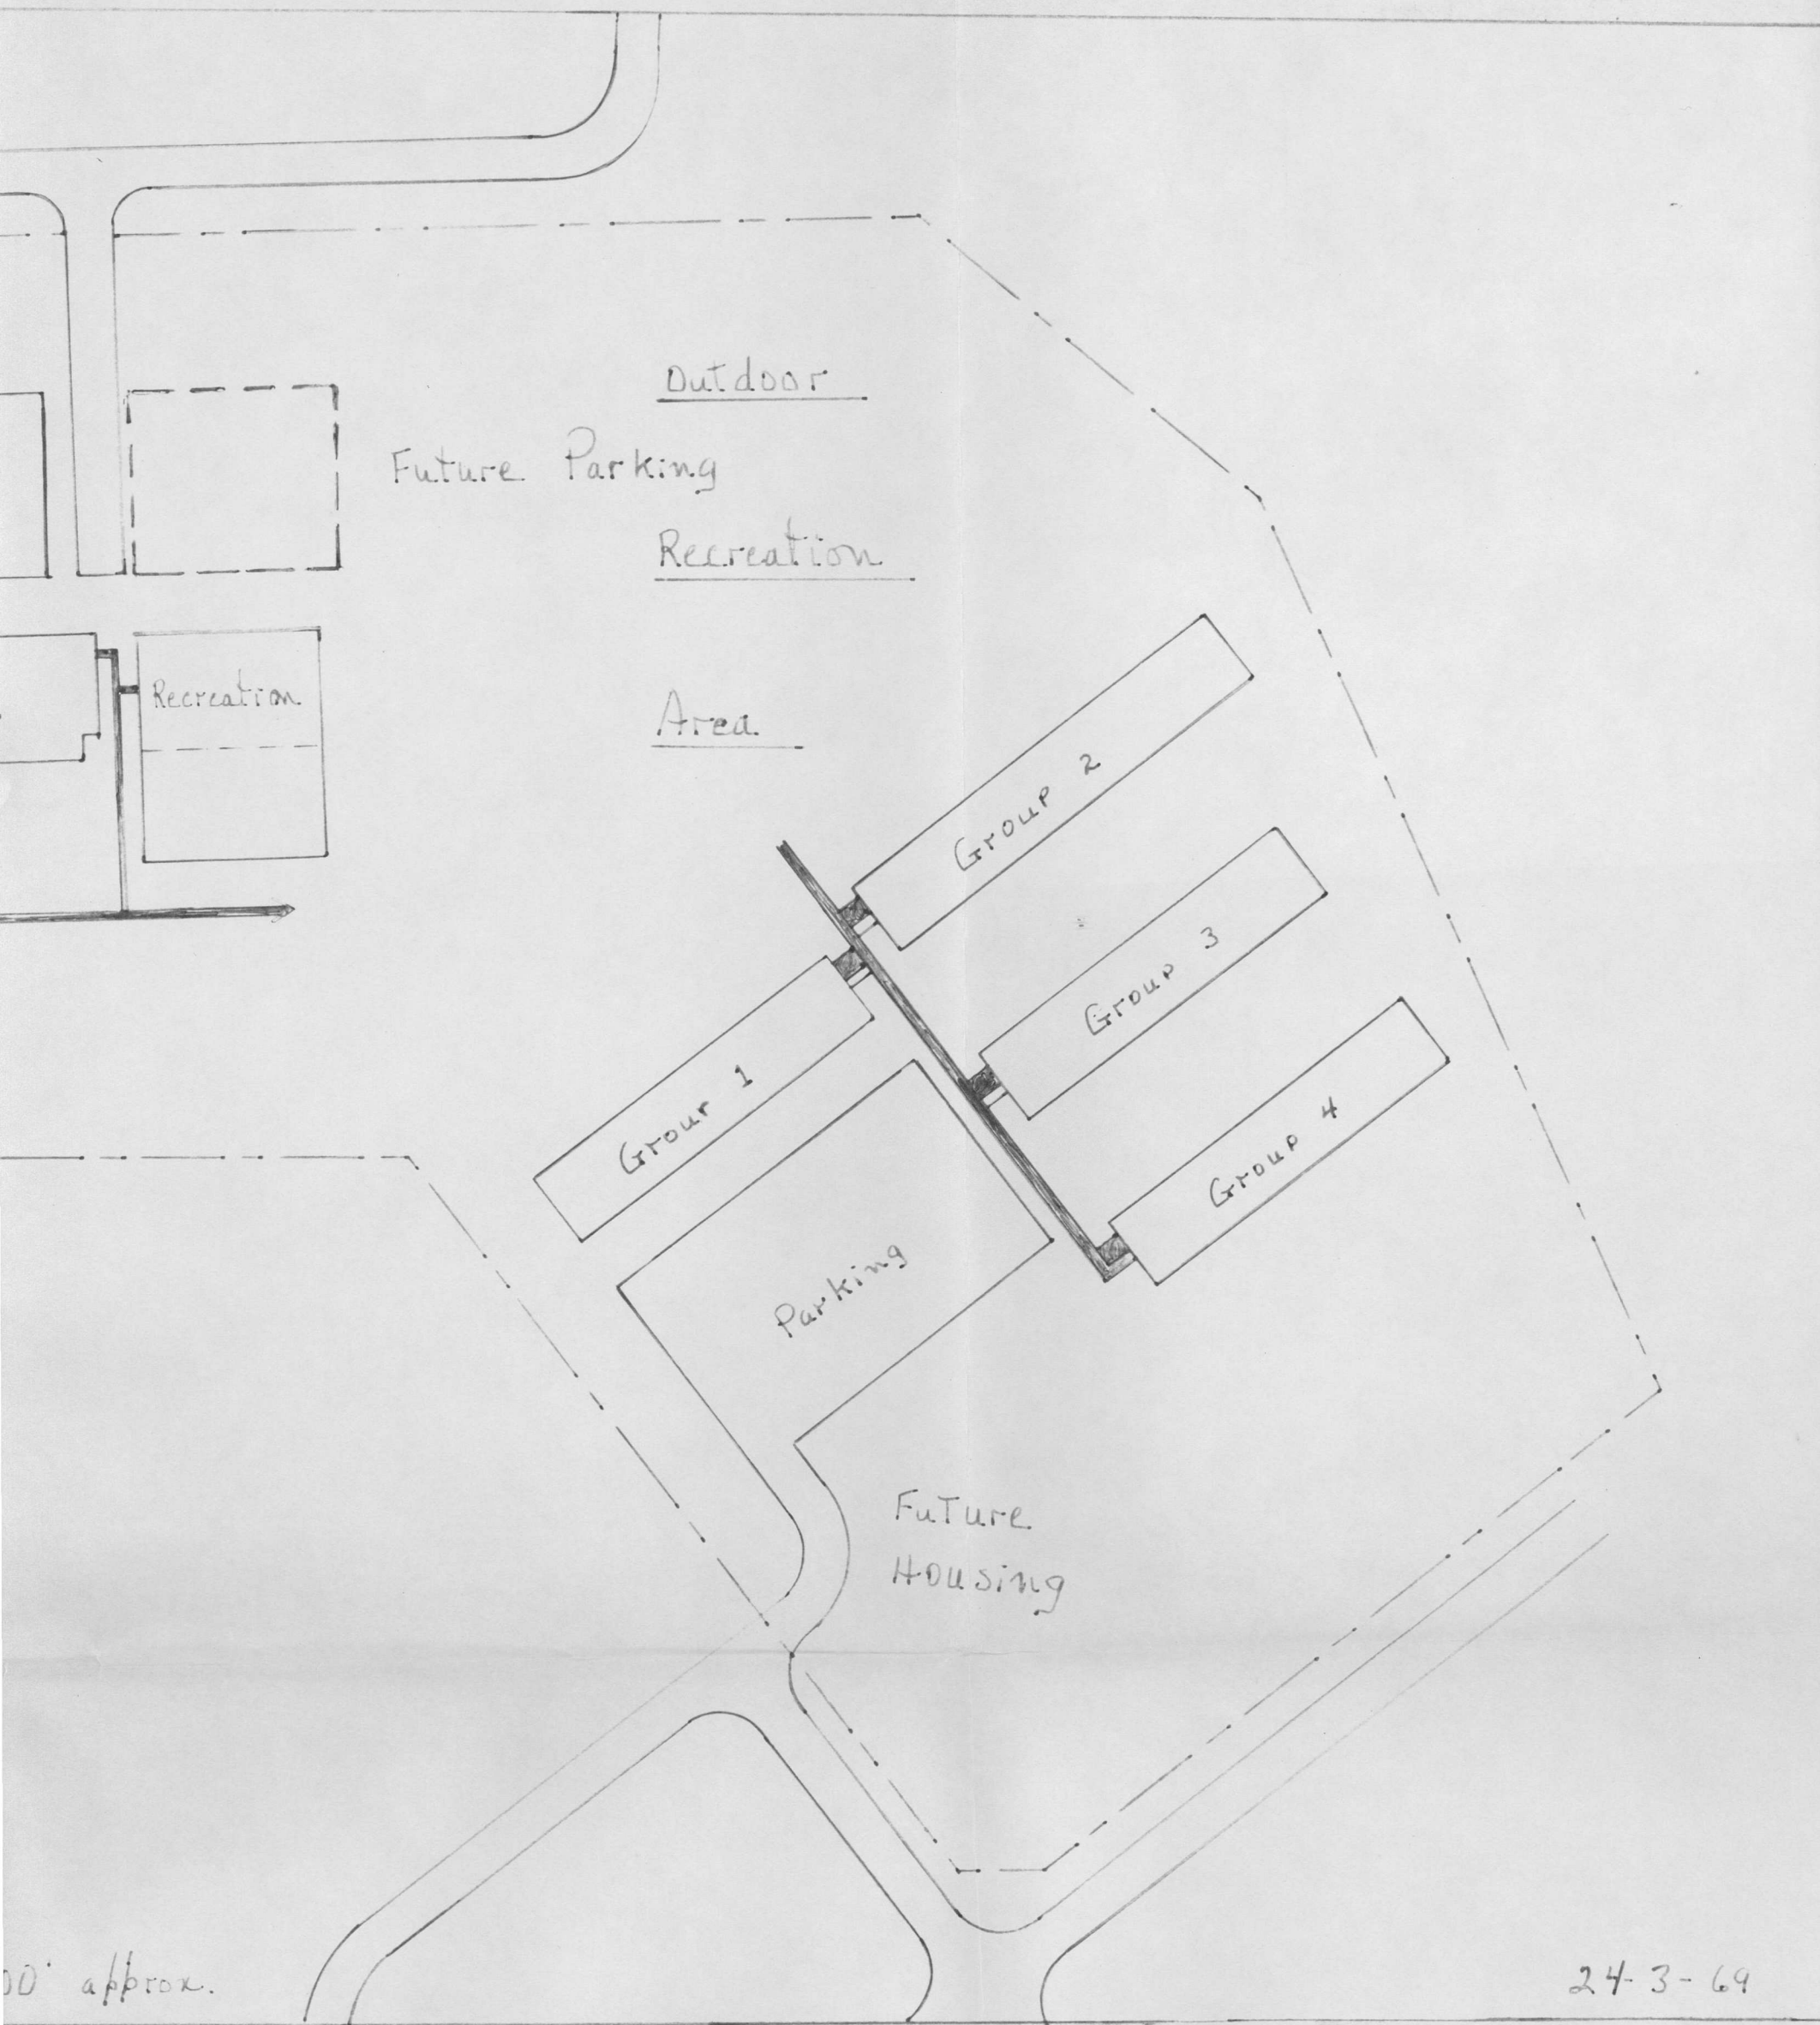 Outdoor
Future Parking
Recreation
Recreation
Area
Group 2
Group 3
Group 1
Group 4
Parking
Future
Housing
00' approx.
24-3-69